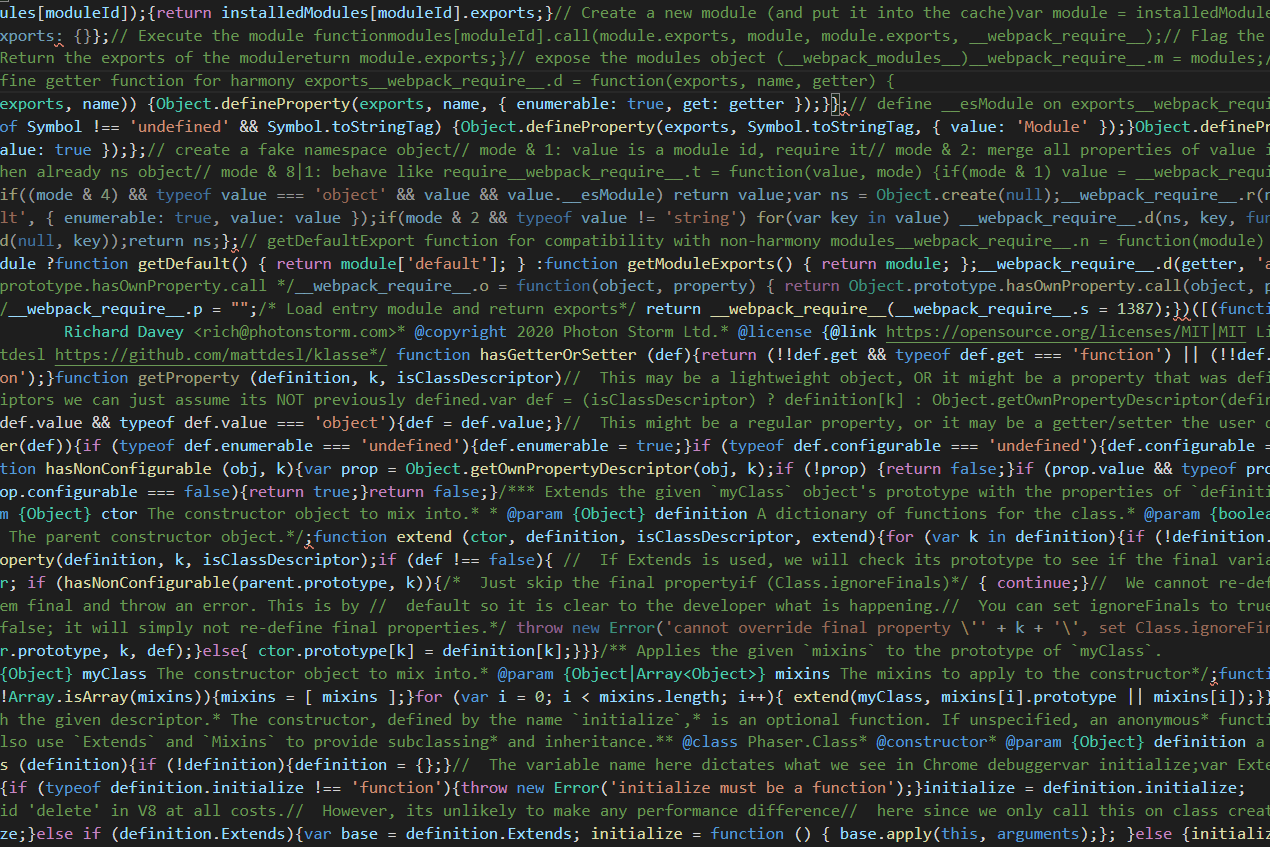 ules[moduleId]);{return installedModules[moduleId].exports;}// Create a new module (and put it into the cache)var module = installedModule
xports: {}};// Execute the module functionmodules[moduleId].call(module.exports, module, module.exports, __webpack_require__);// Flag the
Return the exports of the modulereturn module.exports;}// expose the modules object (__webpack_modules__)__webpack_require__.m = modules;/
fine getter function for harmony exports__webpack_require__.d = function(exports, name, getter) {
exports, name)) {Object.defineProperty(exports, name, { enumerable: true, get: getter });}};// define __esModule on exports__webpack_requi
of Symbol !== 'undefined' && Symbol.toStringTag) {Object.defineProperty(exports, Symbol.toStringTag, { value: 'Module' });}Object.definePr
alue: true });};// create a fake namespace object// mode & 1: value is a module id, require it// mode & 2: merge all properties of value i
hen already ns object// mode & 8|1: behave like require__webpack_require__.t = function(value, mode) {if(mode & 1) value = __webpack_requi
if((mode & 4) && typeof value === 'object' && value && value.__esModule) return value;var ns = Object.create(null);__webpack_require__.r(n
lt', { enumerable: true, value: value });if(mode & 2 && typeof value != 'string') for(var key in value) __webpack_require__.d(ns, key, fun
d(null, key));return ns;};// getDefaultExport function for compatibility with non-harmony modules__webpack_require__.n = function(module)
dule ?function getDefault() { return module['default']; } :function getModuleExports() { return module; };__webpack_require__.d(getter, 'a
prototype.hasOwnProperty.call */__webpack_require__.o = function(object, property) { return Object.prototype.hasOwnProperty.call(object, p
/__webpack_require__.p = "";/* Load entry module and return exports*/ return __webpack_require__(__webpack_require__.s = 1387);})([(functi
Richard Davey <rich@photonstorm.com>* @copyright 2020 Photon Storm Ltd.* @license {@link https://opensource.org/licenses/MIT|MIT Li
tdesl https://github.com/mattdesl/klasse*/ function hasGetterOrSetter (def){return (!!def.get && typeof def.get === 'function') || (!!def.
on');}function getProperty (definition, k, isClassDescriptor)//  This may be a lightweight object, OR it might be a property that was defi
iptors we can just assume its NOT previously defined.var def = (isClassDescriptor) ? definition[k] : Object.getOwnPropertyDescriptor(defin
def.value && typeof def.value === 'object'){def = def.value;}//  This might be a regular property, or it may be a getter/setter the user d
er(def)){if (typeof def.enumerable === 'undefined'){def.enumerable = true;}if (typeof def.configurable === 'undefined'){def.configurable =
tion hasNonConfigurable (obj, k){var prop = Object.getOwnPropertyDescriptor(obj, k);if (!prop) {return false;}if (prop.value && typeof pro
op.configurable === false){return true;}return false;}/*** Extends the given `myClass` object's prototype with the properties of `definiti
m {Object} ctor The constructor object to mix into.* * @param {Object} definition A dictionary of functions for the class.* @param {boolea
The parent constructor object.*/;function extend (ctor, definition, isClassDescriptor, extend){for (var k in definition){if (!definition.
operty(definition, k, isClassDescriptor);if (def !== false){ //  If Extends is used, we will check its prototype to see if the final varia
r; if (hasNonConfigurable(parent.prototype, k)){/*  Just skip the final propertyif (Class.ignoreFinals)*/ { continue;}//  We cannot re-def
em final and throw an error. This is by //  default so it is clear to the developer what is happening.//  You can set ignoreFinals to true
false; it will simply not re-define final properties.*/ throw new Error('cannot override final property \'' + k + '\', set Class.ignoreFin
r.prototype, k, def);}else{ ctor.prototype[k] = definition[k];}}}/** Applies the given `mixins` to the prototype of `myClass`.
{Object} myClass The constructor object to mix into.* @param {Object|Array<Object>} mixins The mixins to apply to the constructor*/;functi
!Array.isArray(mixins)){mixins = [ mixins ];}for (var i = 0; i < mixins.length; i++){ extend(myClass, mixins[i].prototype || mixins[i]);}}
h the given descriptor.* The constructor, defined by the name `initialize`,* is an optional function. If unspecified, an anonymous* functi
lso use `Extends` and `Mixins` to provide subclassing* and inheritance.** @class Phaser.Class* @constructor* @param {Object} definition a
s (definition){if (!definition){definition = {};}//  The variable name here dictates what we see in Chrome debuggervar initialize;var Exte
{if (typeof definition.initialize !== 'function'){throw new Error('initialize must be a function');}initialize = definition.initialize;
id 'delete' in V8 at all costs.//  However, its unlikely to make any performance difference//  here since we only call this on class creat
ze;}else if (definition.Extends){var base = definition.Extends; initialize = function () { base.apply(this, arguments);}; }else {initializ